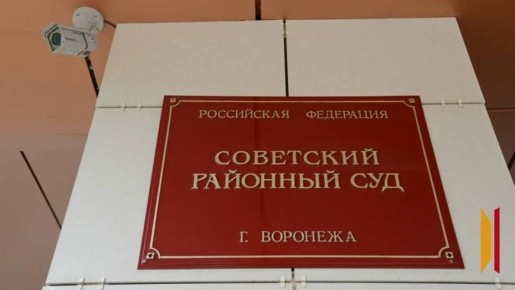 РОССИЙСКАЯ ФЕДЕРАЦИЯ
СОВЕТСКИЙ
РАЙОННЫЙ СУД
Г. ВОРОНЕЖА